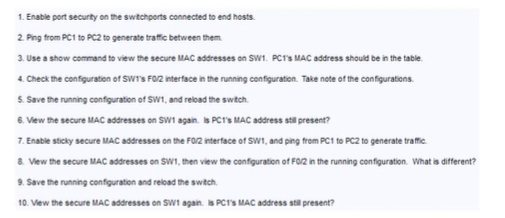 1. Enable port security on the switchports connected to end hosts.
2. Ping from PC1 to PC2 to generate traffic between them.
3. Use a show command to view the secure MAC addresses on SW1. PC1's MAC address should be in the table.
4. Check the configuration of SW1's F0/2 interface in the running configuration. Take note of the configurations.
5. Save the running configuration of SW1, and reload the switch.
6. View the secure MAC addresses on SW1 again. Is PC1's MAC address still present?
7. Enable sticky secure MAC addresses on the F0/2 interface of SW1, and ping from PC1 to PC2 to generate traffic.
8. View the secure MAC addresses on SW1, then view the configuration of F0/2 in the running configuration. What is different?
9. Save the running configuration and reload the switch.
10. View the secure MAC addresses on SW1 again. Is PC1's MAC address still present?